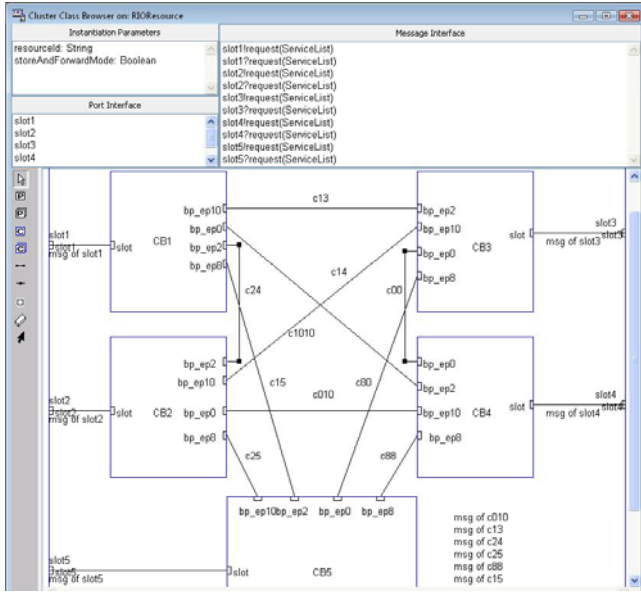 Cluster Class Browser on: RIOResource
Instantiation Parameters
resourceId: String
storeAndForwardMode: Boolean
Message Interface
slot1!request(ServiceList)
slot1?request(ServiceList)
slot2!request(ServiceList)
slot2?request(ServiceList)
slot3!request(ServiceList)
slot3?request(ServiceList)
slot4!request(ServiceList)
slot4?request(ServiceList)
slot5!request(ServiceList)
slot5?request(ServiceList)
Port Interface
slot1
slot2
slot3
slot4
slot1
slot1
msg of slot1
slot
CB1
bp_ep10
bp_ep0
bp_ep2
bp_ep8
c13
bp_ep2
bp_ep10
bp_ep0
bp_ep8
CB3
slot
slot3
slot3
msg of slot3
c14
c24
c00
c1010
slot2
slot2
msg of slot2
slot
CB2
bp_ep2
bp_ep10
bp_ep0
bp_ep8
c15
c80
c010
bp_ep0
bp_ep2
bp_ep10
bp_ep8
CB4
slot
slot4
slot4
msg of slot4
c25
c88
bp_ep10
bp_ep2
bp_ep0
bp_ep8
slot5
slot5
msg of slot5
slot
CB5
msg of c010
msg of c13
msg of c24
msg of c25
msg of c88
msg of c15